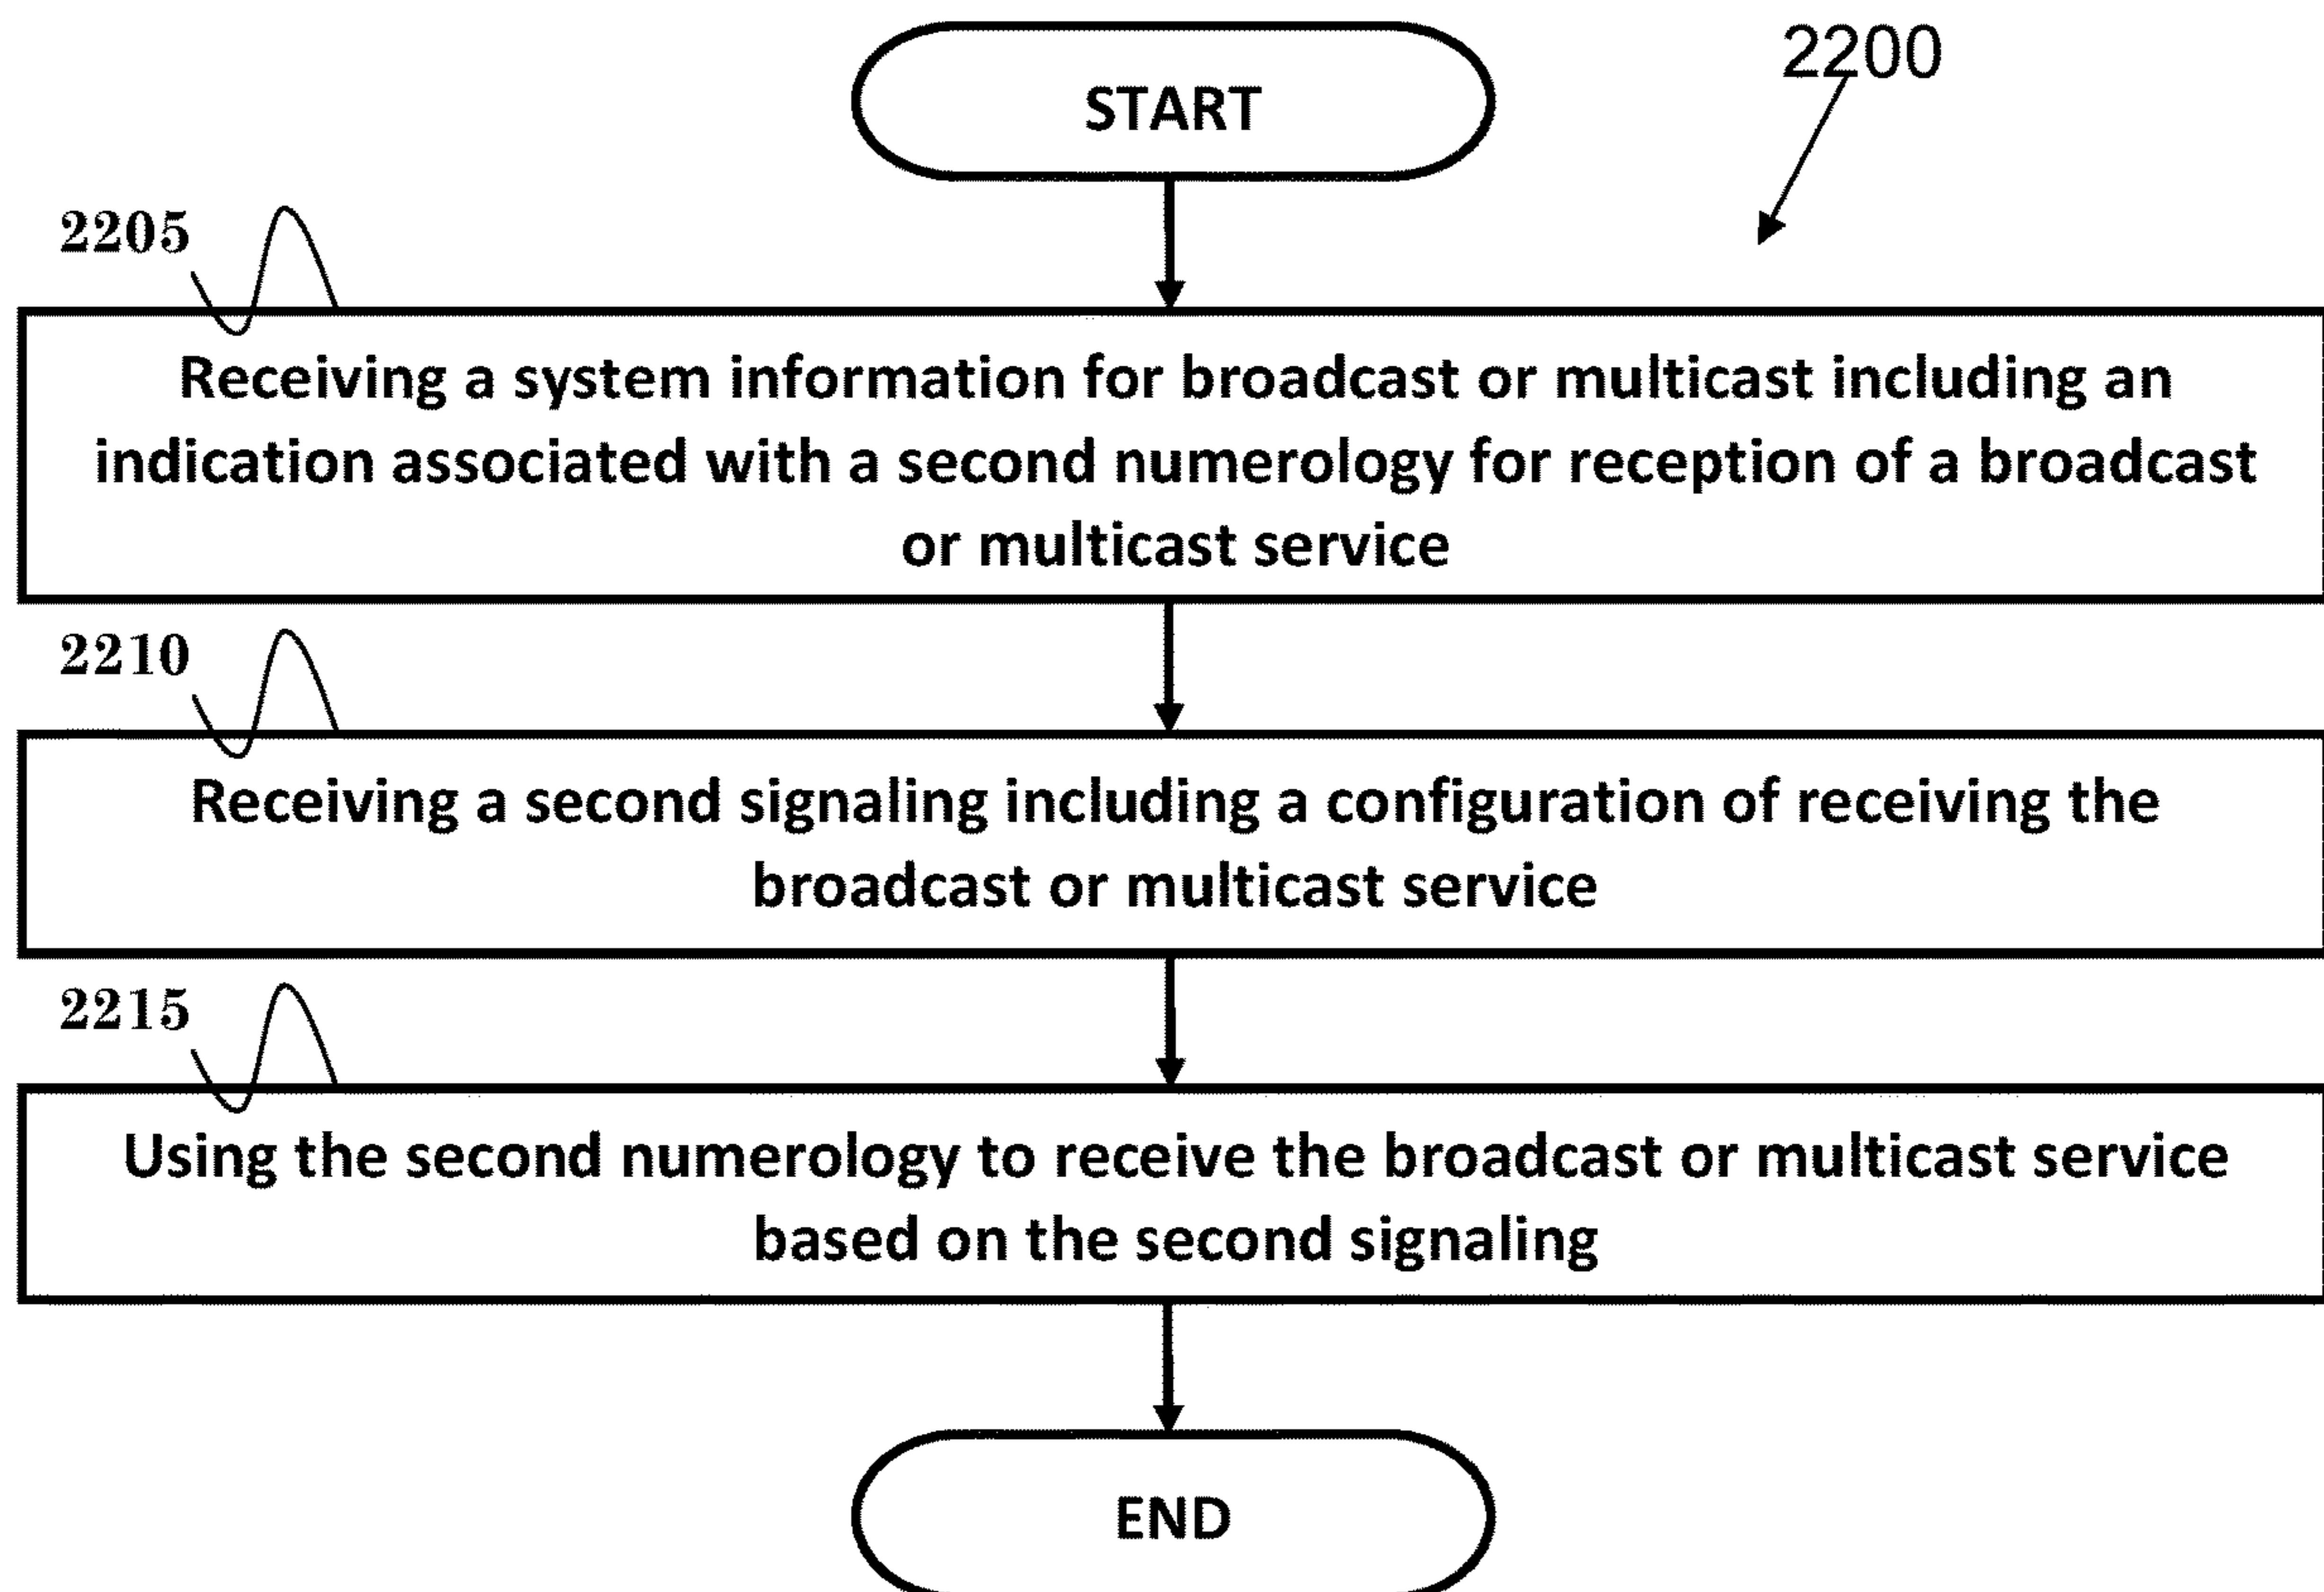 START
2200
2205
Receiving a system information for broadcast or multicast including an
indication associated with a second numerology for reception of a broadcast
or multicast service
2210
Receiving a second signaling including a configuration of receiving the
broadcast or multicast service
2215
Using the second numerology to receive the broadcast or multicast service
based on the second signaling
END